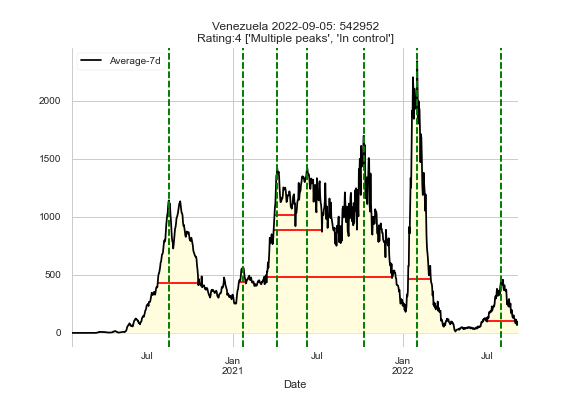 Venezuela 2022-09-05: 542952
Rating:4 ['Multiple peaks', 'In control']
Average-7d
2000
1500
1000
500
0
Jul
Jan
2021
Jul
Jan
2022
Jul
Date